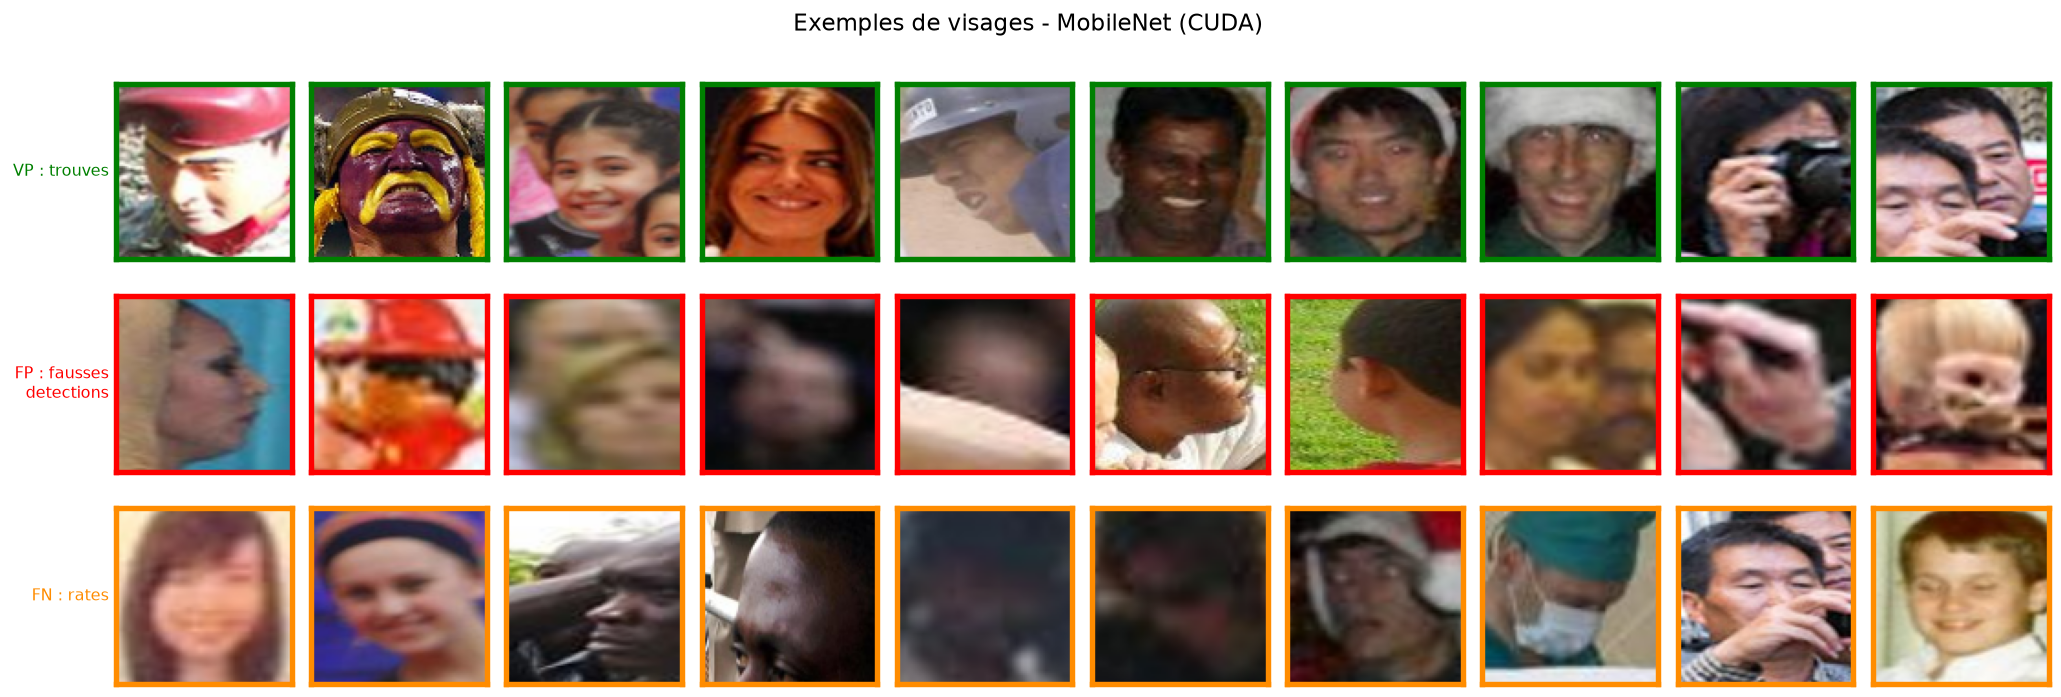 Exemples de visages - MobileNet (CUDA)
VP : trouves
FP : fausses
detections
FN : rates